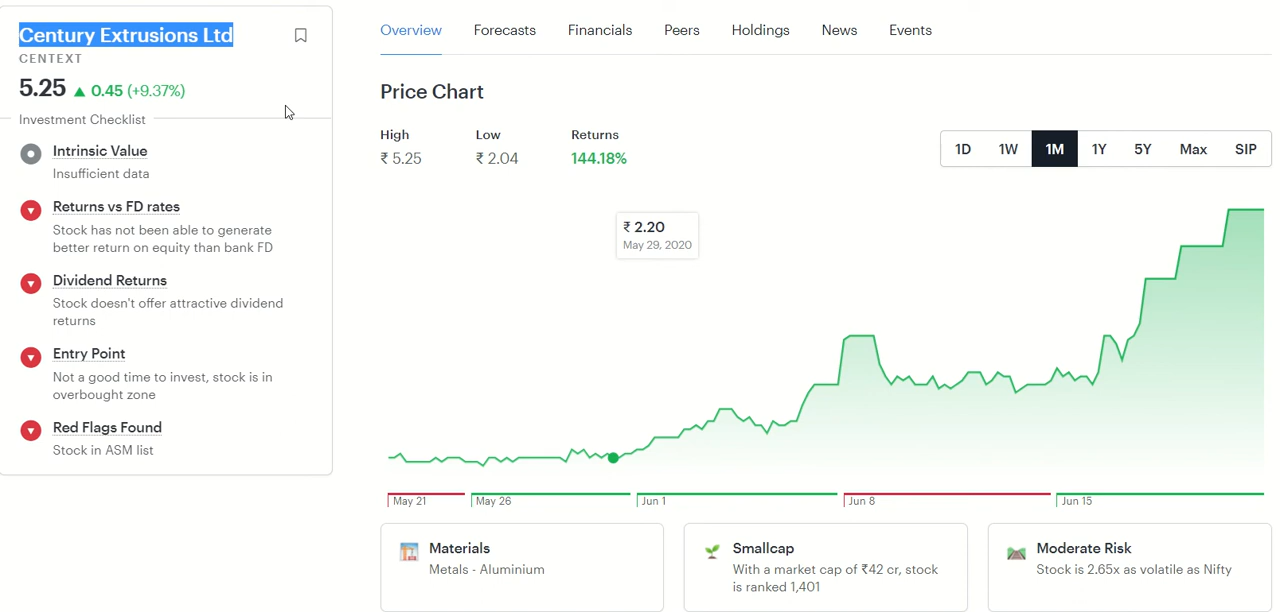 Century Extrusions Ltd
CENTEXT
5.25 ▲ 0.45 (+9.37%)
Investment Checklist
Intrinsic Value
Insufficient data
Returns vs FD rates
Stock has not been able to generate
better return on equity than bank FD
Dividend Returns
Stock doesn't offer attractive dividend
returns
Entry Point
Not a good time to invest, stock is in
overbought zone
Red Flags Found
Stock in ASM list
Overview Forecasts Financials Peers Holdings News Events
Price Chart
High Low Returns
₹ 5.25 ₹ 2.04 144.18%
1D 1W 1M 1Y 5Y Max SIP
₹ 2.20
May 29, 2020
May 21 May 26 Jun 1 Jun 8 Jun 15
Materials
Metals - Aluminium
Smallcap
With a market cap of ₹42 cr, stock
is ranked 1,401
Moderate Risk
Stock is 2.65x as volatile as Nifty